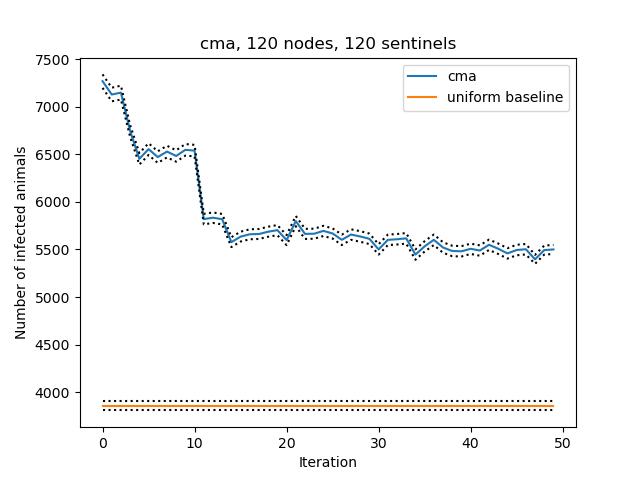 cma, 120 nodes, 120 sentinels
7500
7000
6500
6000
5500
5000
4500
4000
Number of infected animals
cma
uniform baseline
0 10 20 30 40 50
Iteration